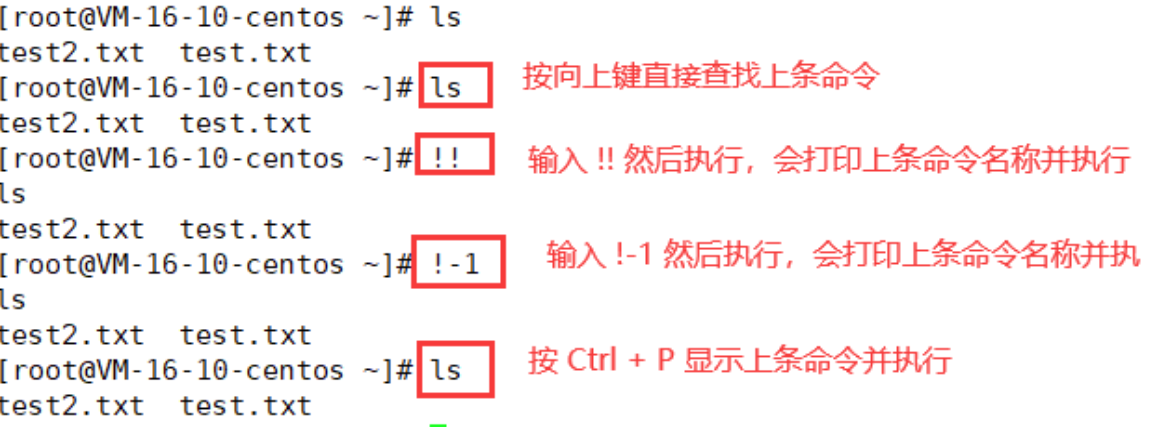 [root@VM-16-10-centos ~]# ls
test2.txt  test.txt
[root@VM-16-10-centos ~]# ls 按向上键直接查找上条命令
test2.txt  test.txt
[root@VM-16-10-centos ~]# !! 输入 !! 然后执行，会打印上条命令名称并执行
ls
test2.txt  test.txt
[root@VM-16-10-centos ~]# !-1 输入 !-1 然后执行，会打印上条命令名称并执
ls
test2.txt  test.txt
[root@VM-16-10-centos ~]# ls 按 Ctrl + P 显示上条命令并执行
test2.txt  test.txt